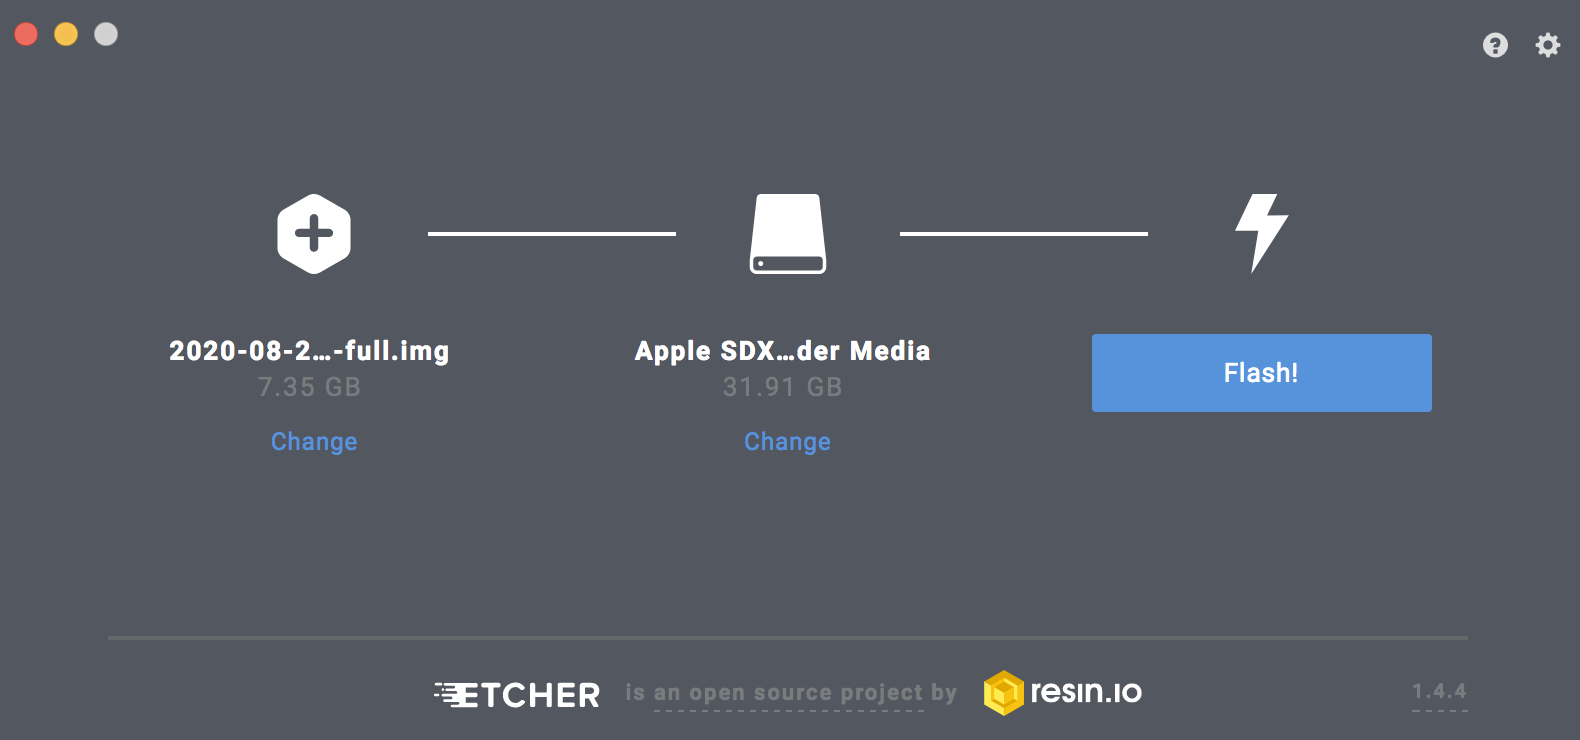 2020-08-2...-full.img
7.35 GB
Change
Apple SDX...der Media
31.91 GB
Change
Flash!
ETCHER is an open source project by resin.io
1.4.4